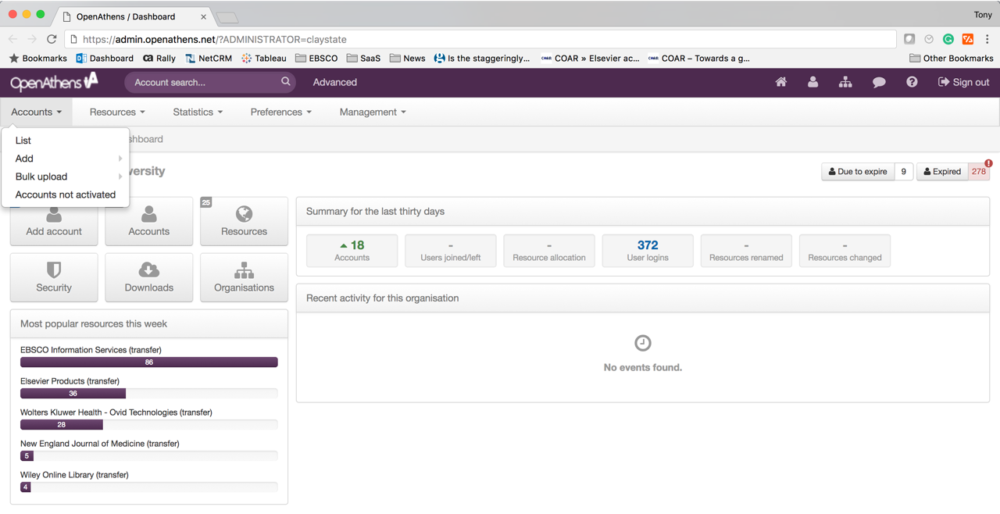 OpenAthens / Dashboard
Tony
https://admin.openathens.net/?ADMINISTRATOR=claystate
Bookmarks Dashboard Rally NetCRM Tableau EBSCO SaaS News Is the staggeringly... COAR » Elsevier ac... COAR – Towards a g... Other Bookmarks
OpenAthens Account search... Advanced Sign out
Accounts Resources Statistics Preferences Management
List
Add
Bulk upload
Accounts not activated
shboard
versity
Due to expire 9 Expired 278
Add account Accounts 25 Resources
Security Downloads Organisations
Summary for the last thirty days
18 Accounts
- Users joined/left
- Resource allocation
372 User logins
- Resources renamed
- Resources changed
Recent activity for this organisation
No events found.
Most popular resources this week
EBSCO Information Services (transfer)
86
Elsevier Products (transfer)
36
Wolters Kluwer Health - Ovid Technologies (transfer)
28
New England Journal of Medicine (transfer)
5
Wiley Online Library (transfer)
4